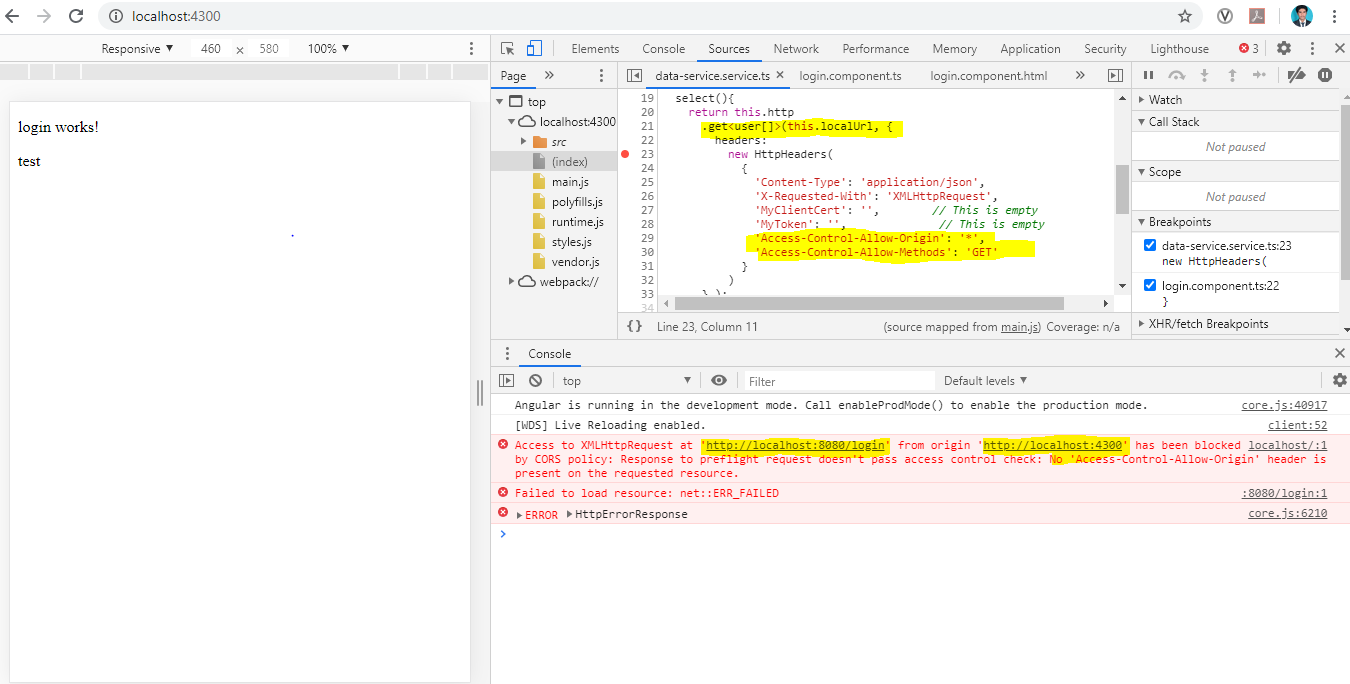 localhost:4300
Responsive ▼ 460 × 580 100% ▼
Elements Console Sources Network Performance Memory Application Security Lighthouse 3
Page » data-service.service.ts × login.component.ts login.component.html »
login works!
test
top
localhost:4300
src
(index)
main.js
polyfills.js
runtime.js
styles.js
vendor.js
webpack://
19 select(){
20 return this.http
21 .get<user[]>(this.localUrl, {
22 headers:
23 new HttpHeaders(
24 {
25 'Content-Type': 'application/json',
26 'X-Requested-With': 'XMLHttpRequest',
27 'MyClientCert': '', // This is empty
28 'MyToken': '', // This is empty
29 'Access-Control-Allow-Origin': '*',
30 'Access-Control-Allow-Methods': 'GET'
31 }
32 )
33 } );
34
{} Line 23, Column 11 (source mapped from main.js) Coverage: n/a
Watch
Call Stack
Not paused
Scope
Not paused
Breakpoints
data-service.service.ts:23
new HttpHeaders(
login.component.ts:22
}
XHR/fetch Breakpoints
Console
top ▼ Filter Default levels ▼
Angular is running in the development mode. Call enableProdMode() to enable the production mode. core.js:40917
[WDS] Live Reloading enabled. client:52
Access to XMLHttpRequest at 'http://localhost:8080/login' from origin 'http://localhost:4300' has been blocked localhost/:1
by CORS policy: Response to preflight request doesn't pass access control check: No 'Access-Control-Allow-Origin' header is
present on the requested resource.
Failed to load resource: net::ERR_FAILED :8080/login:1
ERROR HttpErrorResponse core.js:6210